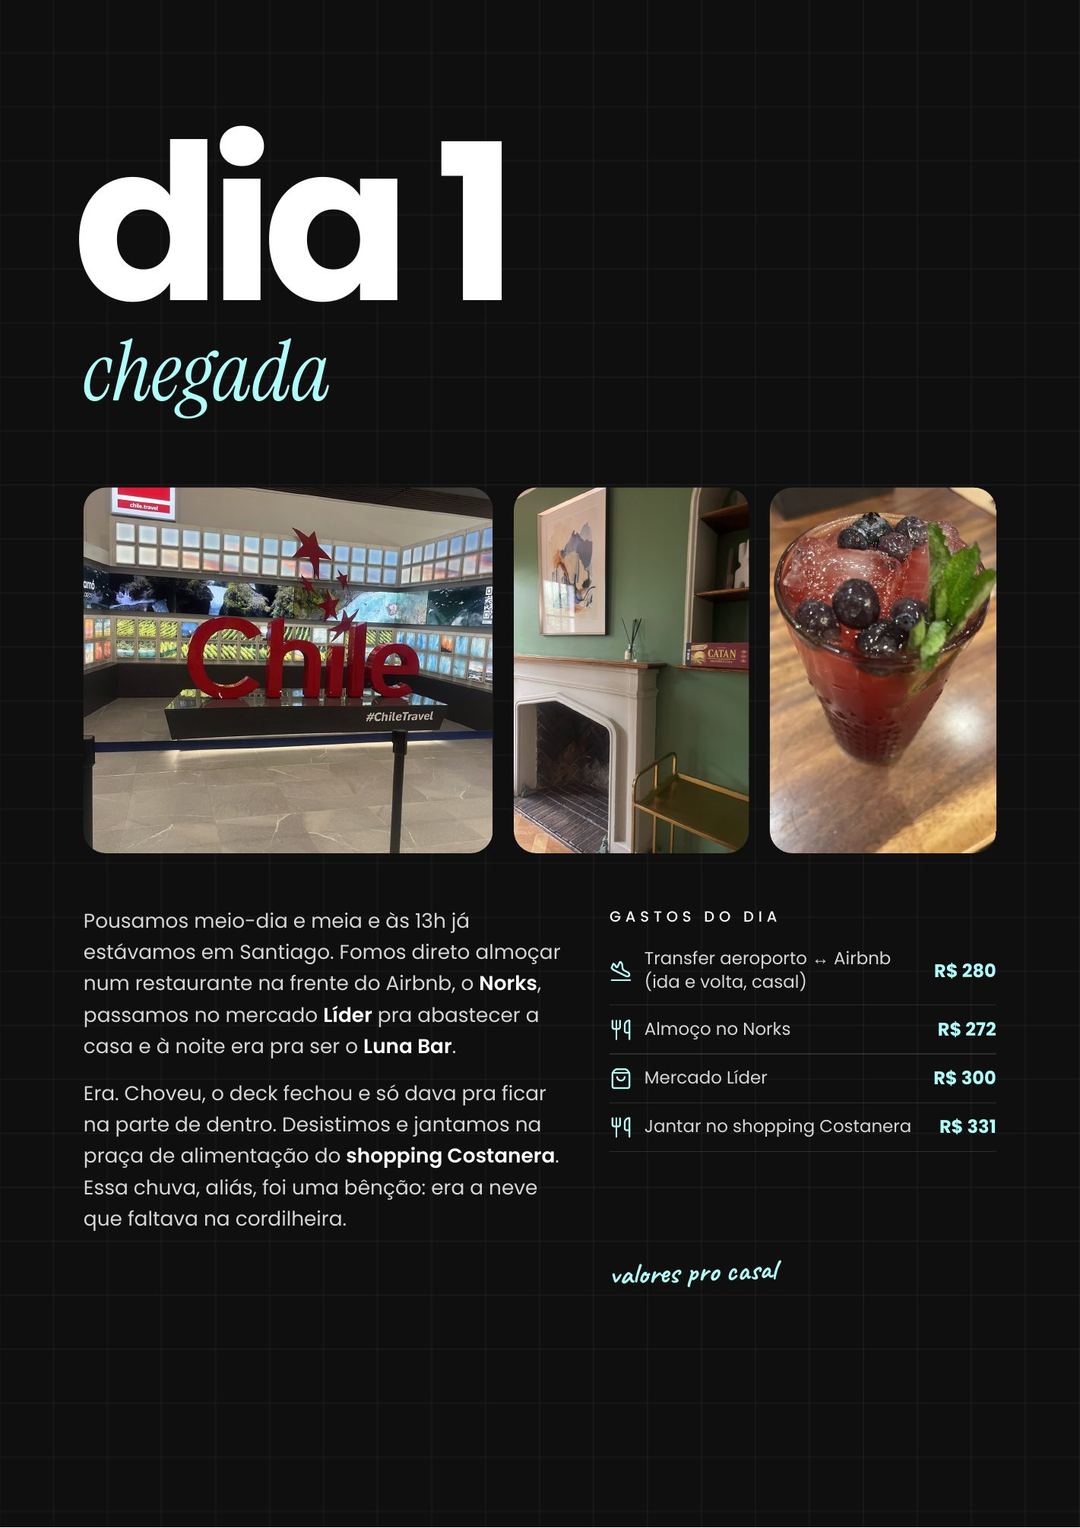 dia 1
chegada
chile.travel
Chile
#ChileTravel
CATAN
Pousamos meio-dia e meia e às 13h já
estávamos em Santiago. Fomos direto almoçar
num restaurante na frente do Airbnb, o Norks,
passamos no mercado Líder pra abastecer a
casa e à noite era pra ser o Luna Bar.
Era. Choveu, o deck fechou e só dava pra ficar
na parte de dentro. Desistimos e jantamos na
praça de alimentação do shopping Costanera.
Essa chuva, aliás, foi uma bênção: era a neve
que faltava na cordilheira.
GASTOS DO DIA
Transfer aeroporto ↔ Airbnb
(ida e volta, casal) R$ 280
Almoço no Norks R$ 272
Mercado Líder R$ 300
Jantar no shopping Costanera R$ 331
valores pro casal